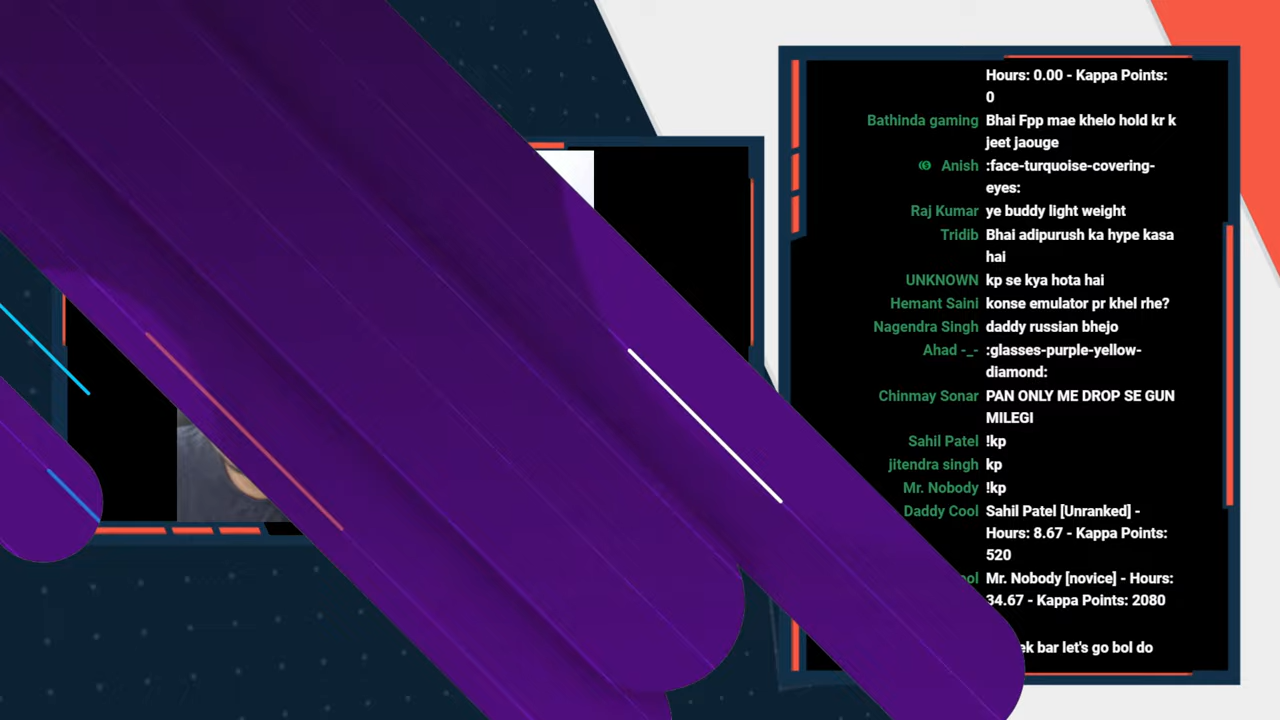 Hours: 0.00 - Kappa Points:
0
Bathinda gaming Bhai Fpp mae khelo hold kr k
jeet jaouge
Anish :face-turquoise-covering-
eyes:
Raj Kumar ye buddy light weight
Tridib Bhai adipurush ka hype kasa
hai
UNKNOWN kp se kya hota hai
Hemant Saini konse emulator pr khel rhe?
Nagendra Singh daddy russian bhejo
Ahad -_- :glasses-purple-yellow-
diamond:
Chinmay Sonar PAN ONLY ME DROP SE GUN
MILEGI
Sahil Patel !kp
jitendra singh kp
Mr. Nobody !kp
Daddy Cool Sahil Patel [Unranked] -
Hours: 8.67 - Kappa Points:
520
Mr. Nobody [novice] - Hours:
34.67 - Kappa Points: 2080
bar let's go bol do